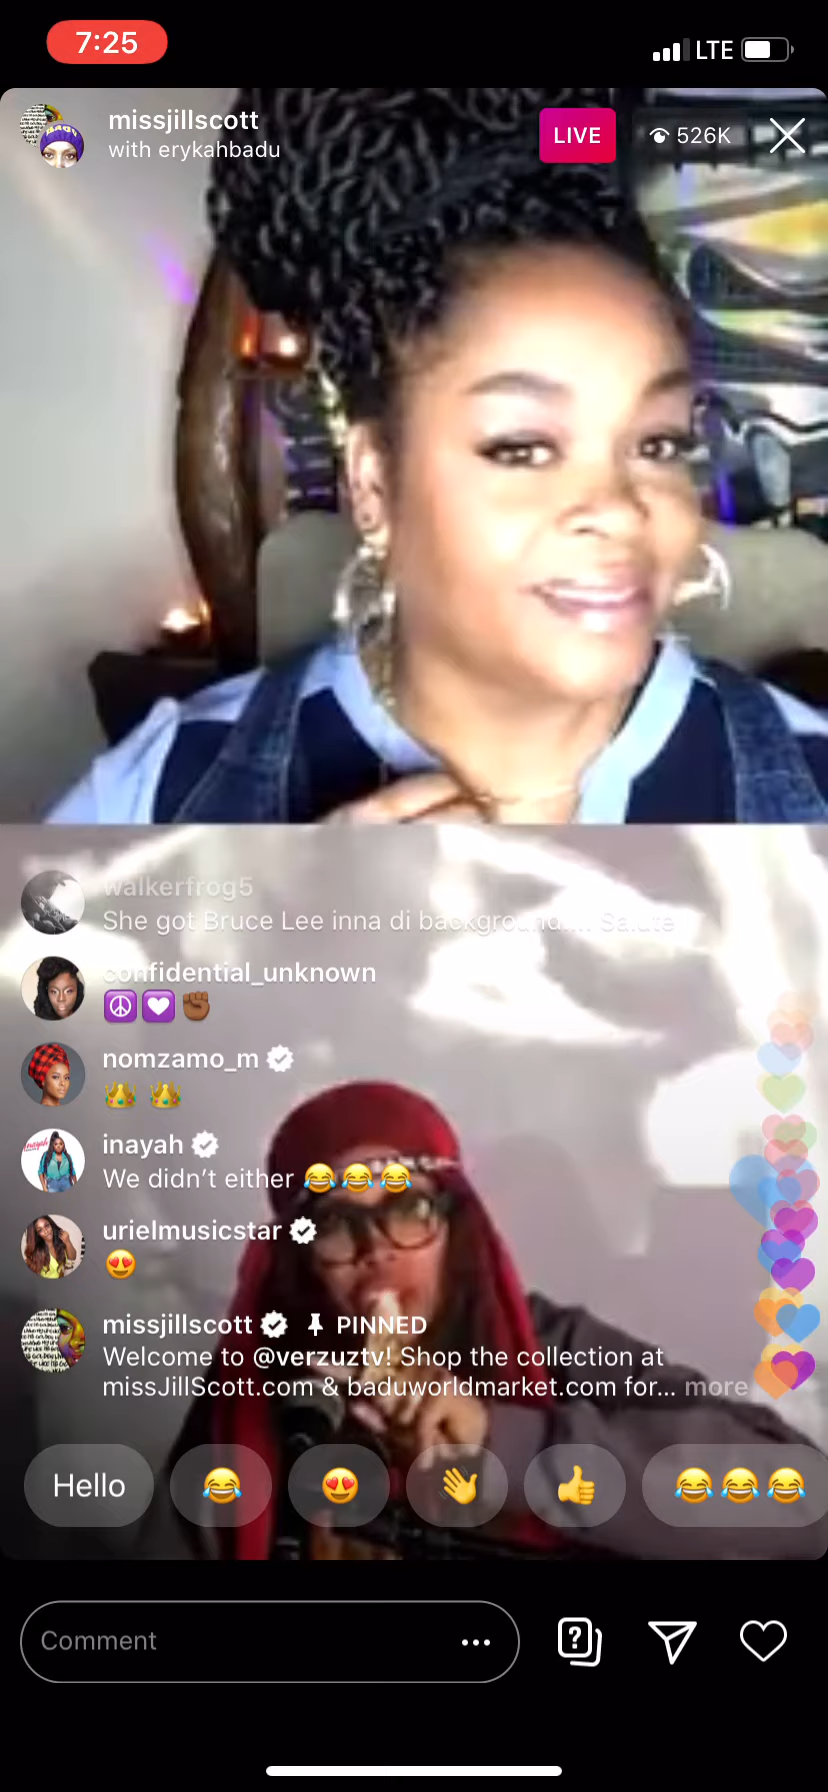 7:25
LTE
missjillscott
with erykahbadu
LIVE
526K
walkerfrog5
She got Bruce Lee inna di background.... Salute
confidential_unknown
nomzamo_m
inayah
We didn't either 😂😂😂
urielmusicstar
missjillscott PINNED
Welcome to @verzuztv! Shop the collection at
missJillScott.com & baduworldmarket.com for... more
Hello
Comment